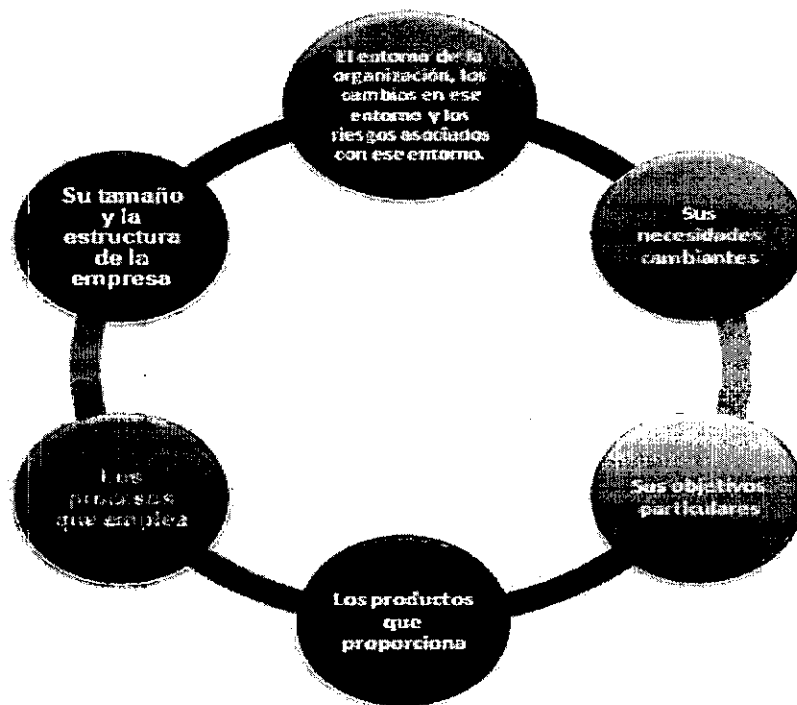 El entorno de la
organización, los
cambios en ese
entorno y los
riesgos asociados
con ese entorno.
Sus
necesidades
cambiantes
Sus objetivos
particulares
Los productos
que
proporciona
Los
procesos
que emplea
Su tamaño
y la
estructura
de la
empresa